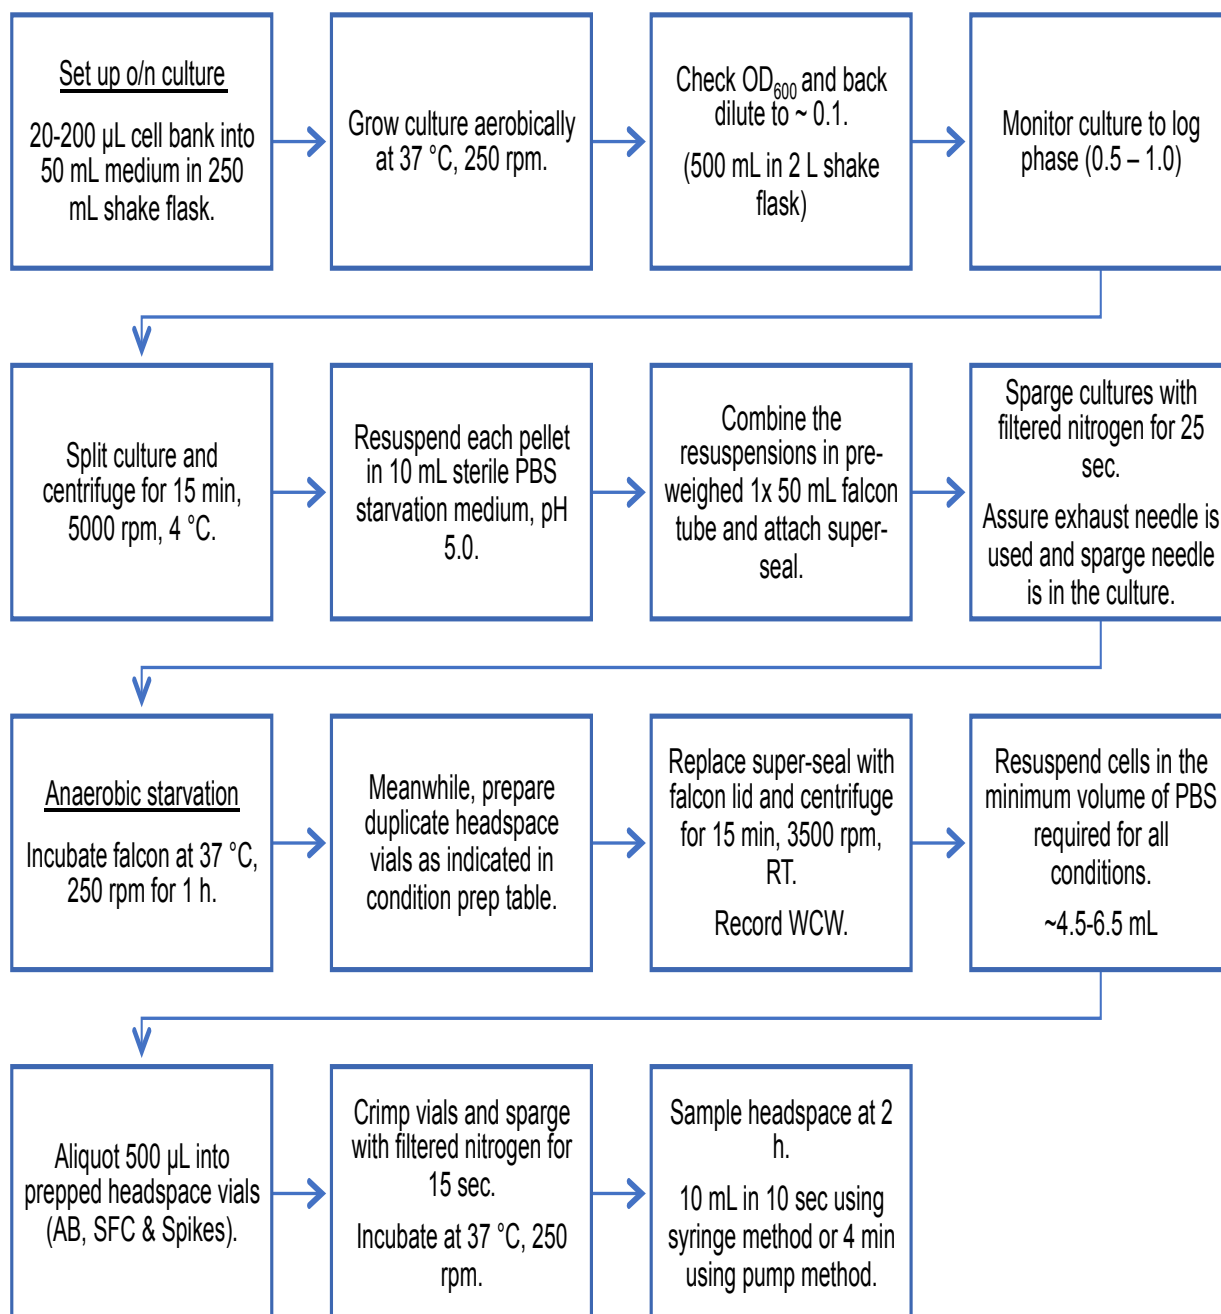 Set up o/n culture
20-200 µL cell bank into
50 mL medium in 250
mL shake flask.
Grow culture aerobically
at 37 °C, 250 rpm.
Check OD600 and back
dilute to ~ 0.1.
(500 mL in 2 L shake
flask)
Monitor culture to log
phase (0.5 – 1.0)
Split culture and
centrifuge for 15 min,
5000 rpm, 4 °C.
Resuspend each pellet
in 10 mL sterile PBS
starvation medium, pH
5.0.
Combine the
resuspensions in pre-
weighed 1x 50 mL falcon
tube and attach super-
seal.
Sparge cultures with
filtered nitrogen for 25
sec.
Assure exhaust needle is
used and sparge needle
is in the culture.
Anaerobic starvation
Incubate falcon at 37 °C,
250 rpm for 1 h.
Meanwhile, prepare
duplicate headspace
vials as indicated in
condition prep table.
Replace super-seal with
falcon lid and centrifuge
for 15 min, 3500 rpm,
RT.
Record WCW.
Resuspend cells in the
minimum volume of PBS
required for all
conditions.
~4.5-6.5 mL
Aliquot 500 µL into
prepped headspace vials
(AB, SFC & Spikes).
Crimp vials and sparge
with filtered nitrogen for
15 sec.
Incubate at 37 °C, 250
rpm.
Sample headspace at 2
h.
10 mL in 10 sec using
syringe method or 4 min
using pump method.